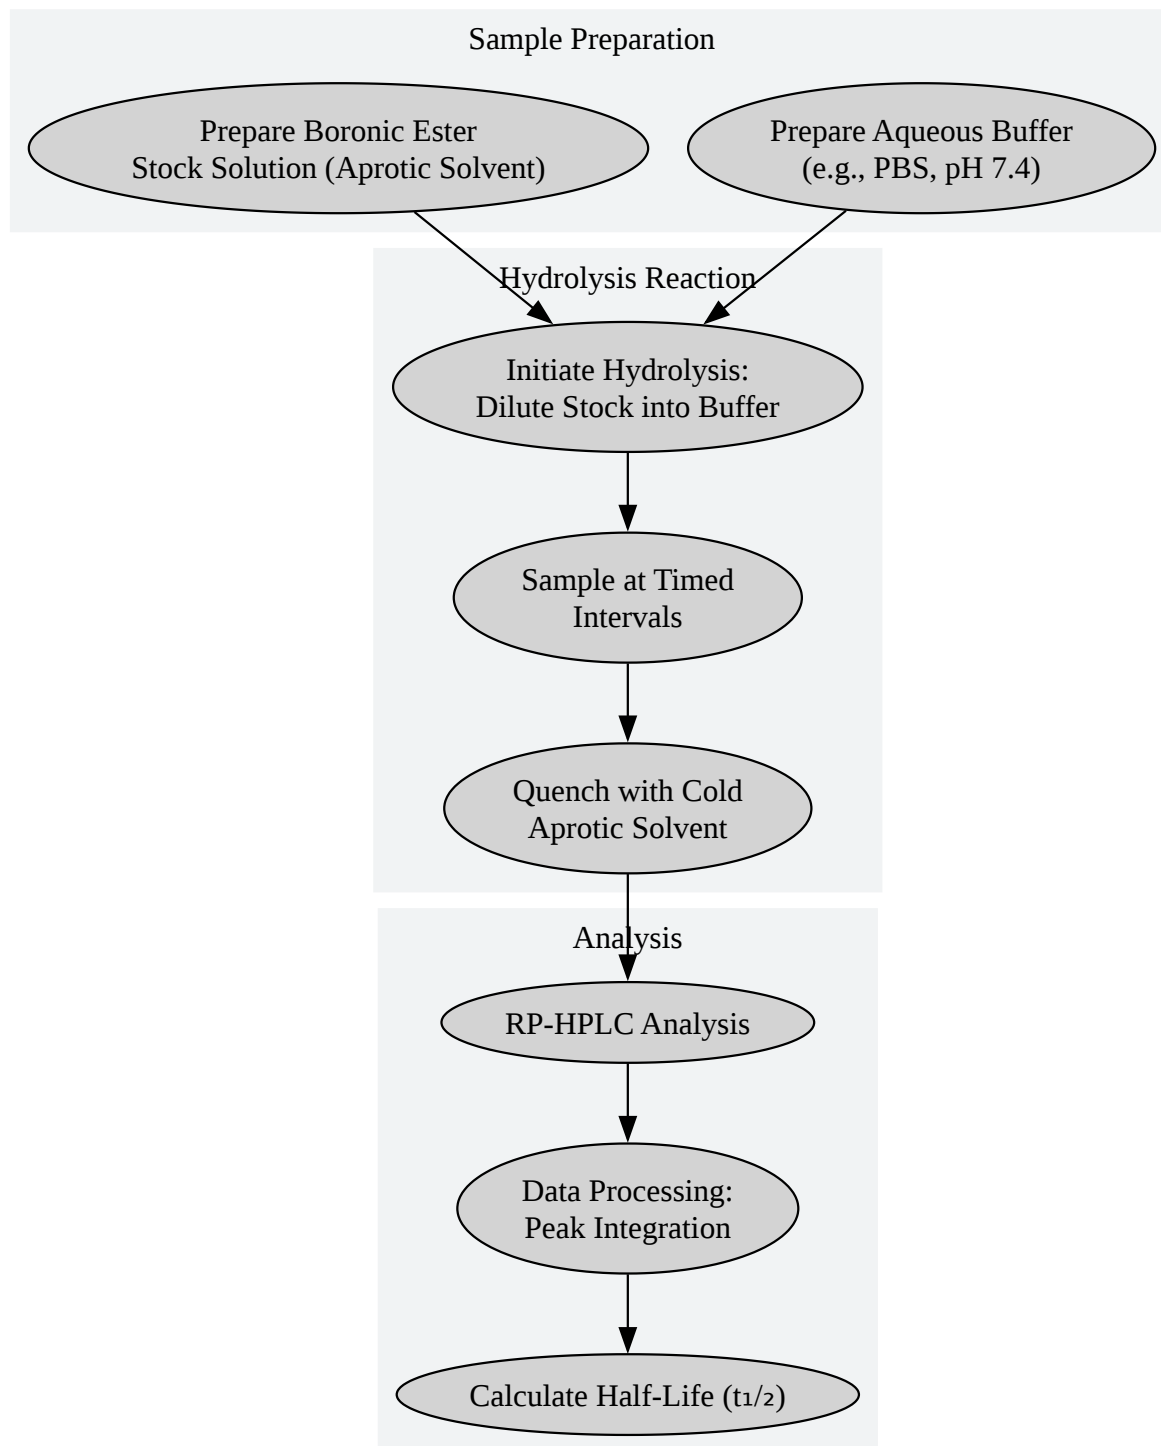 Sample Preparation
Prepare Boronic Ester
Stock Solution (Aprotic Solvent)
Prepare Aqueous Buffer
(e.g., PBS, pH 7.4)
Hydrolysis Reaction
Initiate Hydrolysis:
Dilute Stock into Buffer
Sample at Timed
Intervals
Quench with Cold
Aprotic Solvent
Analysis
RP-HPLC Analysis
Data Processing:
Peak Integration
Calculate Half-Life (t₁/₂)